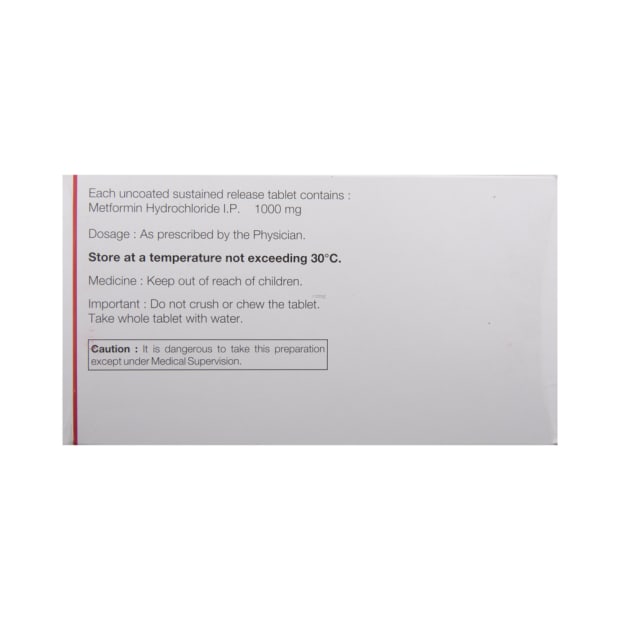 Each uncoated sustained release tablet contains :
Metformin Hydrochloride I.P. 1000 mg
Dosage : As prescribed by the Physician.
Store at a temperature not exceeding 30°C.
Medicine : Keep out of reach of children.
Important : Do not crush or chew the tablet.
Take whole tablet with water.
Caution : It is dangerous to take this preparation
except under Medical Supervision.